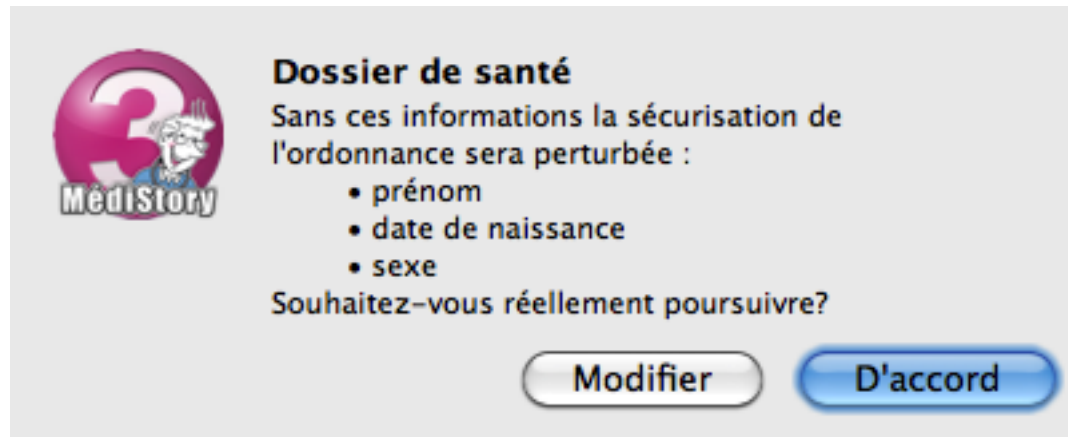 3
MédiStory
Dossier de santé
Sans ces informations la sécurisation de
l'ordonnance sera perturbée :
• prénom
• date de naissance
• sexe
Souhaitez-vous réellement poursuivre?
Modifier
D'accord